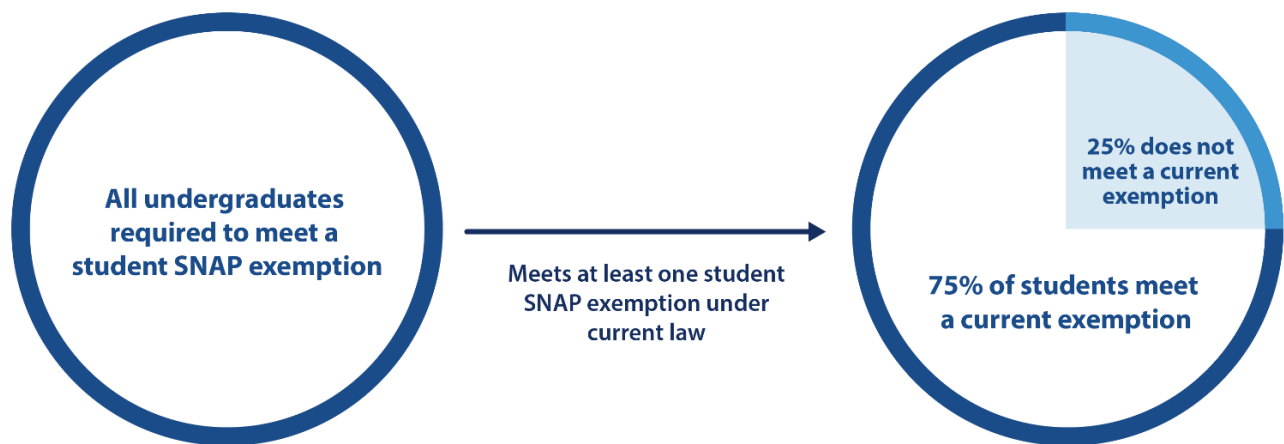 All undergraduates
required to meet a
student SNAP exemption
Meets at least one student
SNAP exemption under
current law
25% does not
meet a current
exemption
75% of students meet
a current exemption